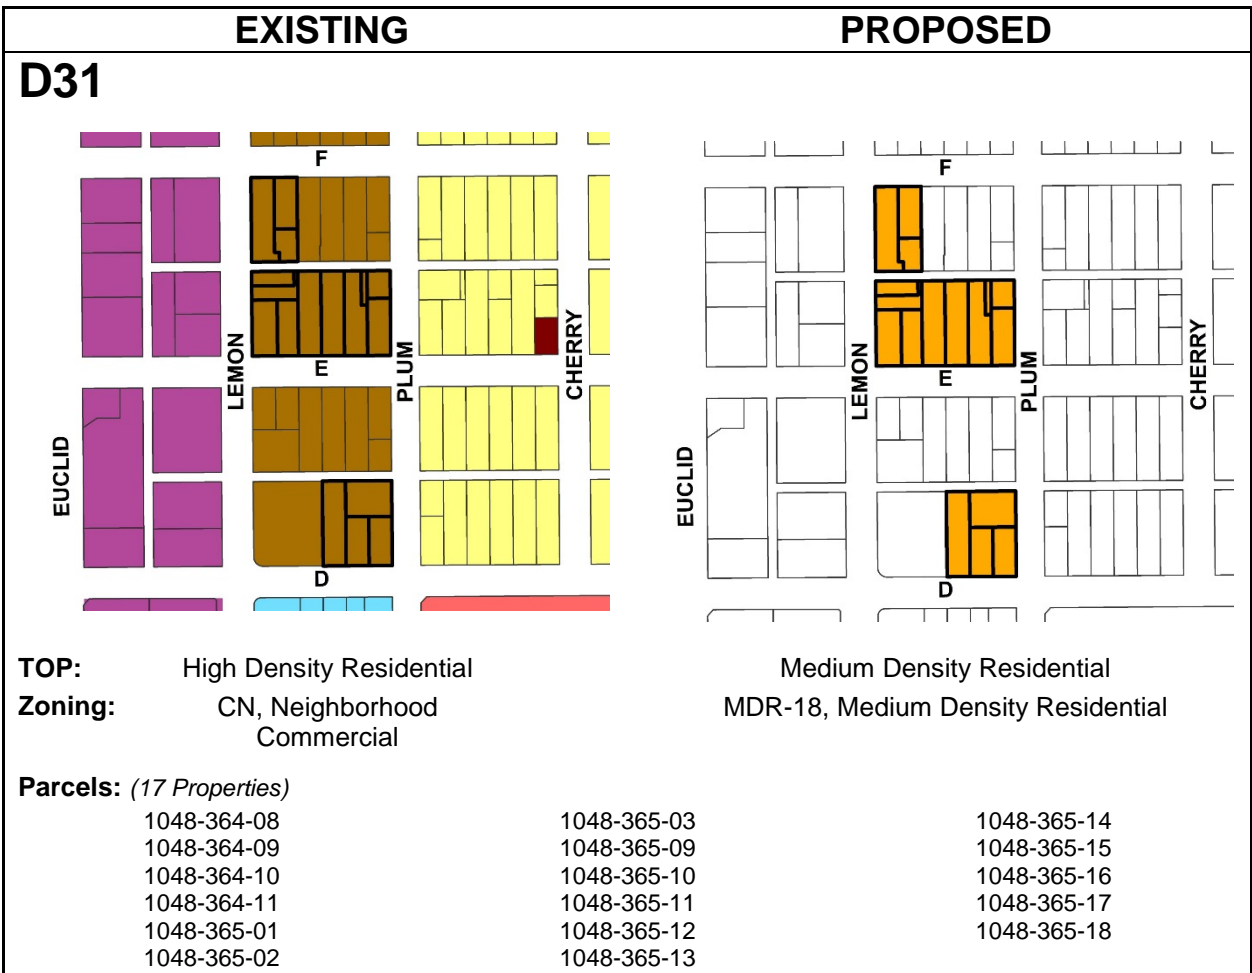 EXISTING PROPOSED
D31
F
LEMON
PLUM
CHERRY
E
EUCLID
D
F
LEMON
PLUM
CHERRY
E
EUCLID
D
TOP: High Density Residential Medium Density Residential
Zoning: CN, Neighborhood MDR-18, Medium Density Residential
Commercial
Parcels: (17 Properties)
1048-364-08 1048-365-03 1048-365-14
1048-364-09 1048-365-09 1048-365-15
1048-364-10 1048-365-10 1048-365-16
1048-364-11 1048-365-11 1048-365-17
1048-365-01 1048-365-12 1048-365-18
1048-365-02 1048-365-13